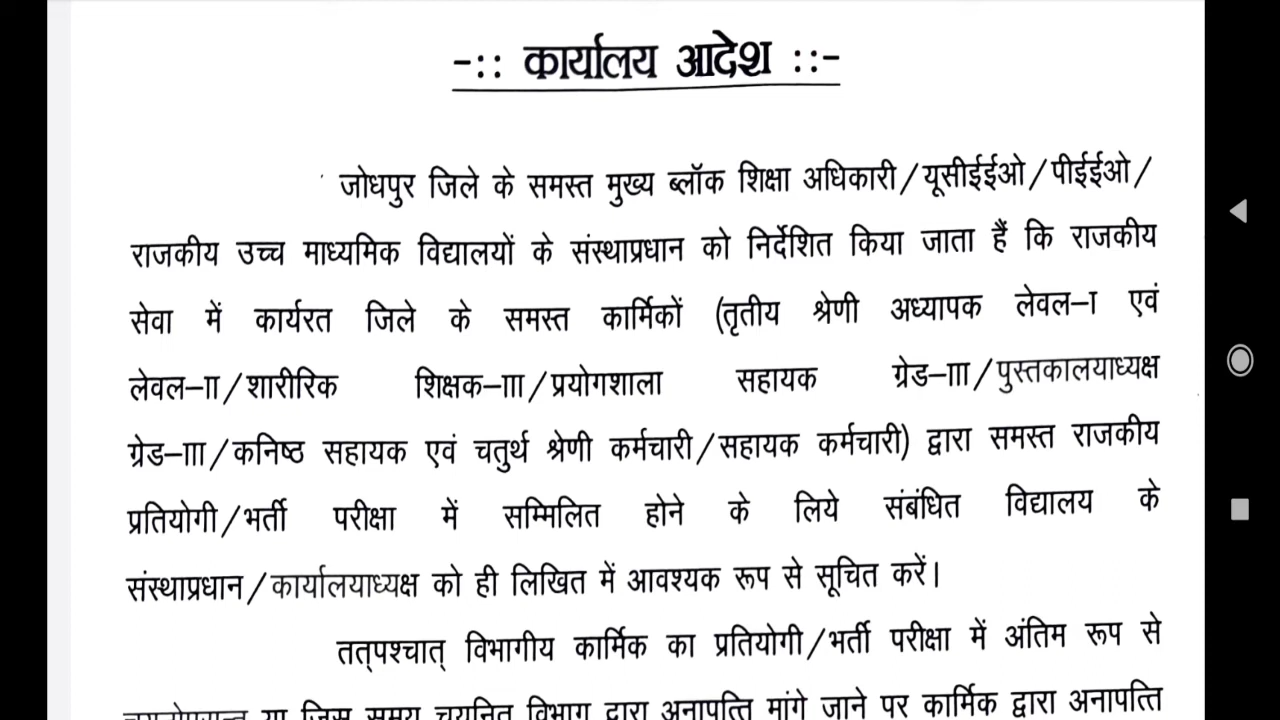 -:: कार्यालय आदेश ::-
जोधपुर जिले के समस्त मुख्य ब्लॉक शिक्षा अधिकारी/यूसीईईओ/पीईईओ/
राजकीय उच्च माध्यमिक विद्यालयों के संस्थाप्रधान को निर्देशित किया जाता हैं कि राजकीय
सेवा में कार्यरत जिले के समस्त कार्मिकों (तृतीय श्रेणी अध्यापक लेवल–I एवं
लेवल–II/शारीरिक शिक्षक–III/प्रयोगशाला सहायक ग्रेड–III/पुस्तकालयाध्यक्ष
ग्रेड–III/कनिष्ठ सहायक एवं चतुर्थ श्रेणी कर्मचारी/सहायक कर्मचारी) द्वारा समस्त राजकीय
प्रतियोगी/भर्ती परीक्षा में सम्मिलित होने के लिये संबंधित विद्यालय के
संस्थाप्रधान/कार्यालयाध्यक्ष को ही लिखित में आवश्यक रूप से सूचित करें।
तत्पश्चात् विभागीय कार्मिक का प्रतियोगी/भर्ती परीक्षा में अंतिम रूप से
या जिस समय चयनित विभाग द्वारा अनापत्ति मांगे जाने पर कार्मिक द्वारा अनापत्ति